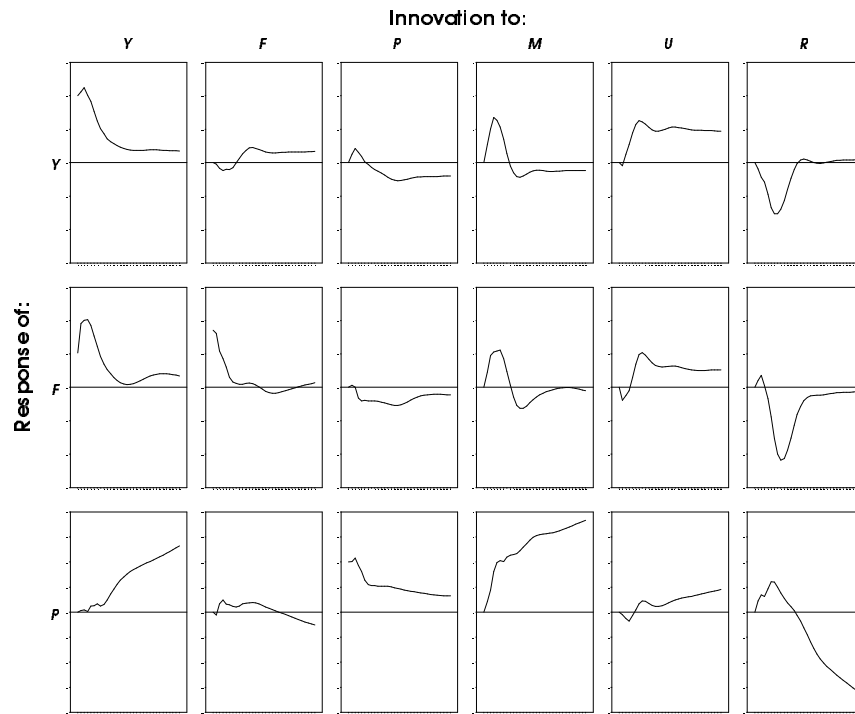 Innovation to:
Y F P M U R
Y
Response of:
F
P